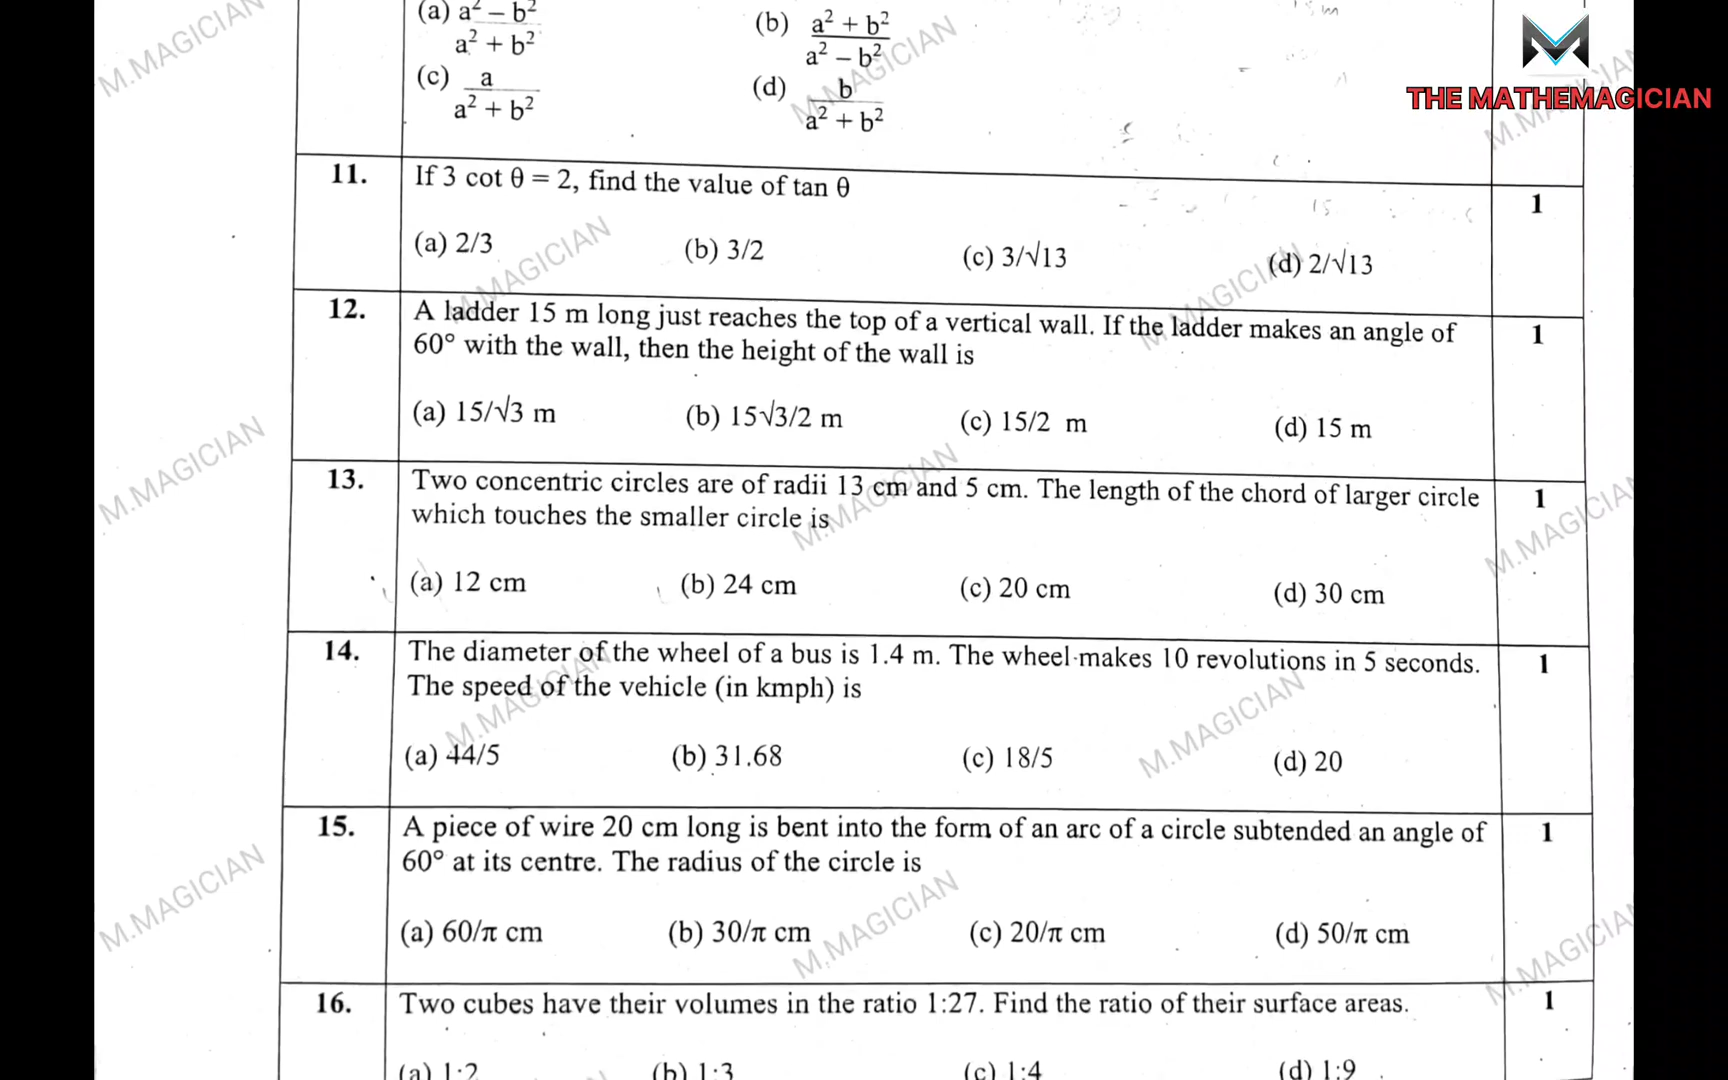 (a) a² − b²
a² + b²
(b) a² + b²
a² − b²
(c) a
a² + b²
(d) b
a² + b²
THE MATHEMAGICIAN
11. If 3 cot θ = 2, find the value of tan θ 1
(a) 2/3 (b) 3/2 (c) 3/√13 (d) 2/√13
12. A ladder 15 m long just reaches the top of a vertical wall. If the ladder makes an angle of 1
60° with the wall, then the height of the wall is
(a) 15/√3 m (b) 15√3/2 m (c) 15/2 m (d) 15 m
13. Two concentric circles are of radii 13 cm and 5 cm. The length of the chord of larger circle 1
which touches the smaller circle is
(a) 12 cm (b) 24 cm (c) 20 cm (d) 30 cm
14. The diameter of the wheel of a bus is 1.4 m. The wheel makes 10 revolutions in 5 seconds. 1
The speed of the vehicle (in kmph) is
(a) 44/5 (b) 31.68 (c) 18/5 (d) 20
15. A piece of wire 20 cm long is bent into the form of an arc of a circle subtended an angle of 1
60° at its centre. The radius of the circle is
(a) 60/π cm (b) 30/π cm (c) 20/π cm (d) 50/π cm
16. Two cubes have their volumes in the ratio 1:27. Find the ratio of their surface areas. 1
(a) 1:2 (b) 1:3 (c) 1:4 (d) 1:9
M.MAGICIAN
M.MAGICIAN
M.MAGICIAN
M.MAGICIAN
M.MAGICIAN
M.MAGICIAN
M.MAGICIAN
M.MAGICIAN
M.MAGICIAN
M.MAGICIAN
M.MAGICIAN
M.MAGICIAN
M.MAGICIAN